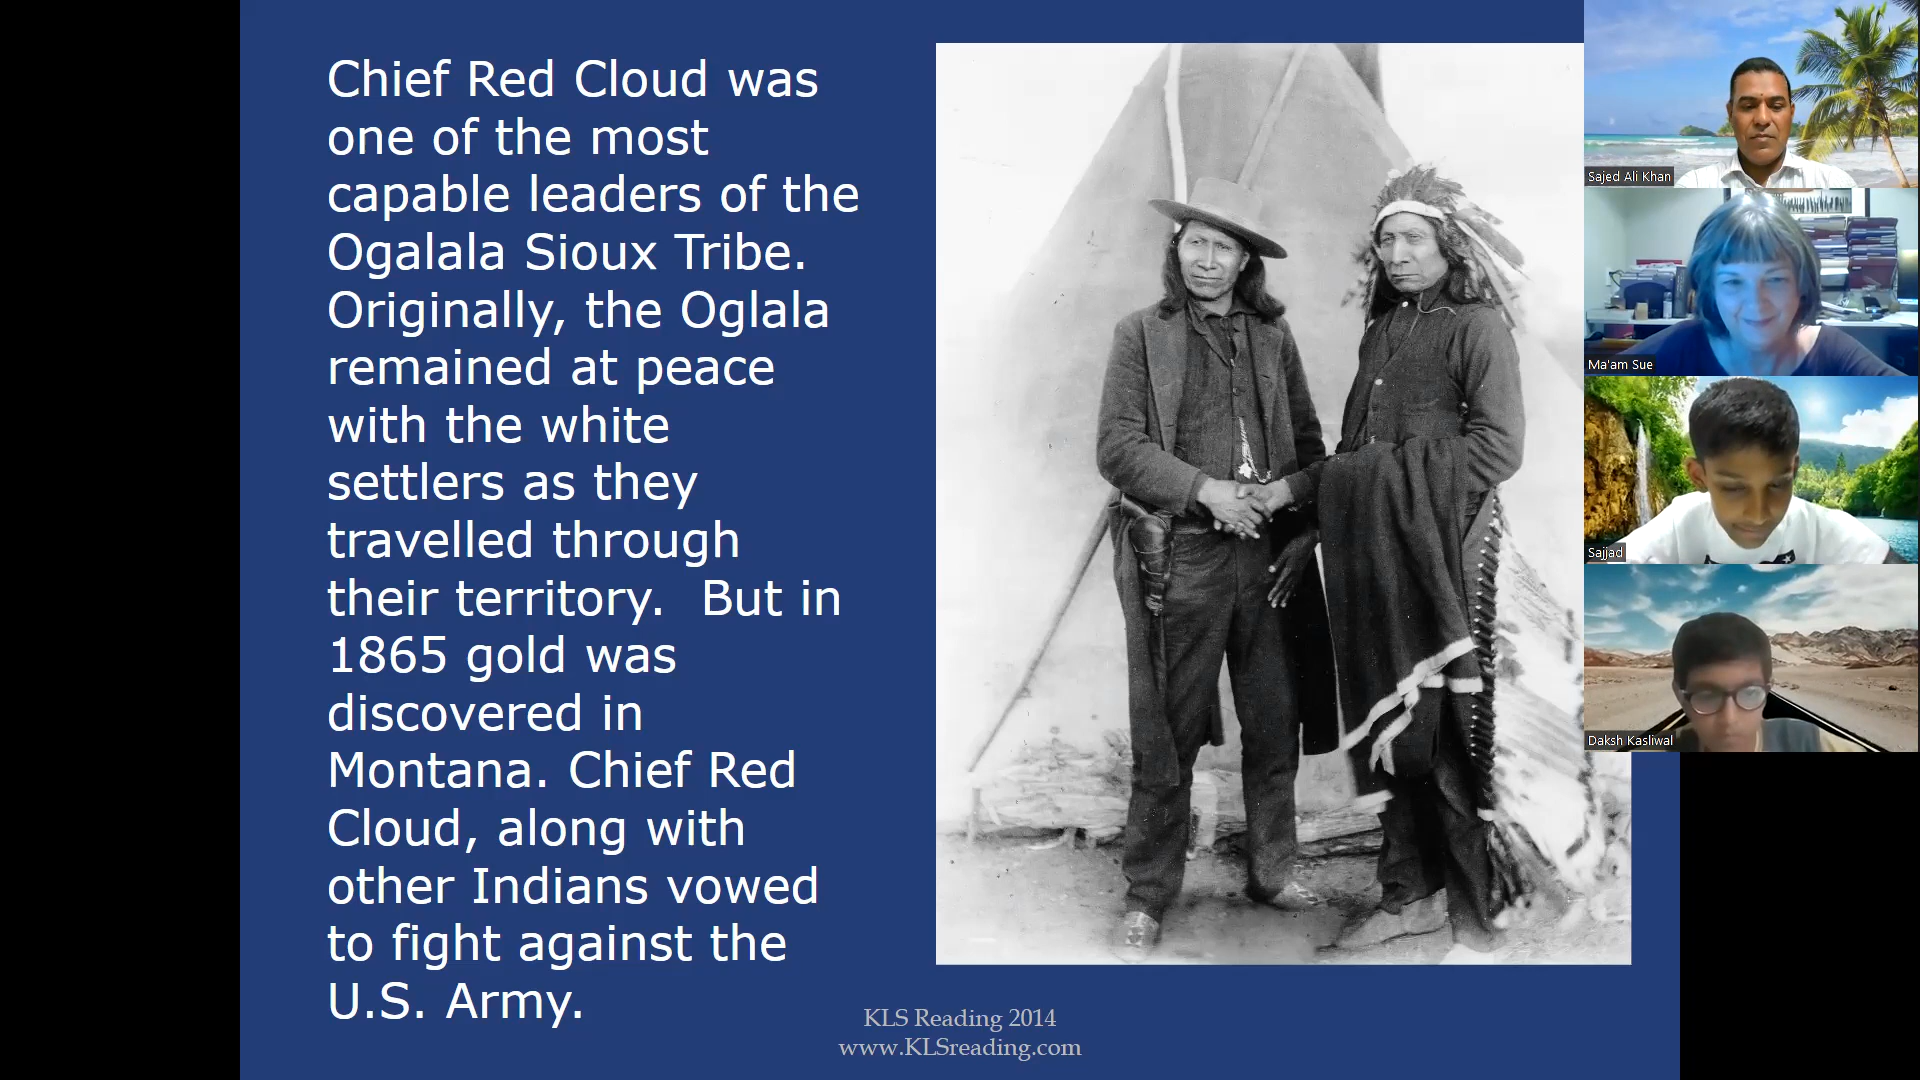 Chief Red Cloud was
one of the most
capable leaders of the
Ogalala Sioux Tribe.
Originally, the Oglala
remained at peace
with the white
settlers as they
travelled through
their territory.  But in
1865 gold was
discovered in
Montana. Chief Red
Cloud, along with
other Indians vowed
to fight against the
U.S. Army.
KLS Reading 2014
www.KLSreading.com
Sajed Ali Khan
Ma'am Sue
Sajjad
Daksh Kasliwal